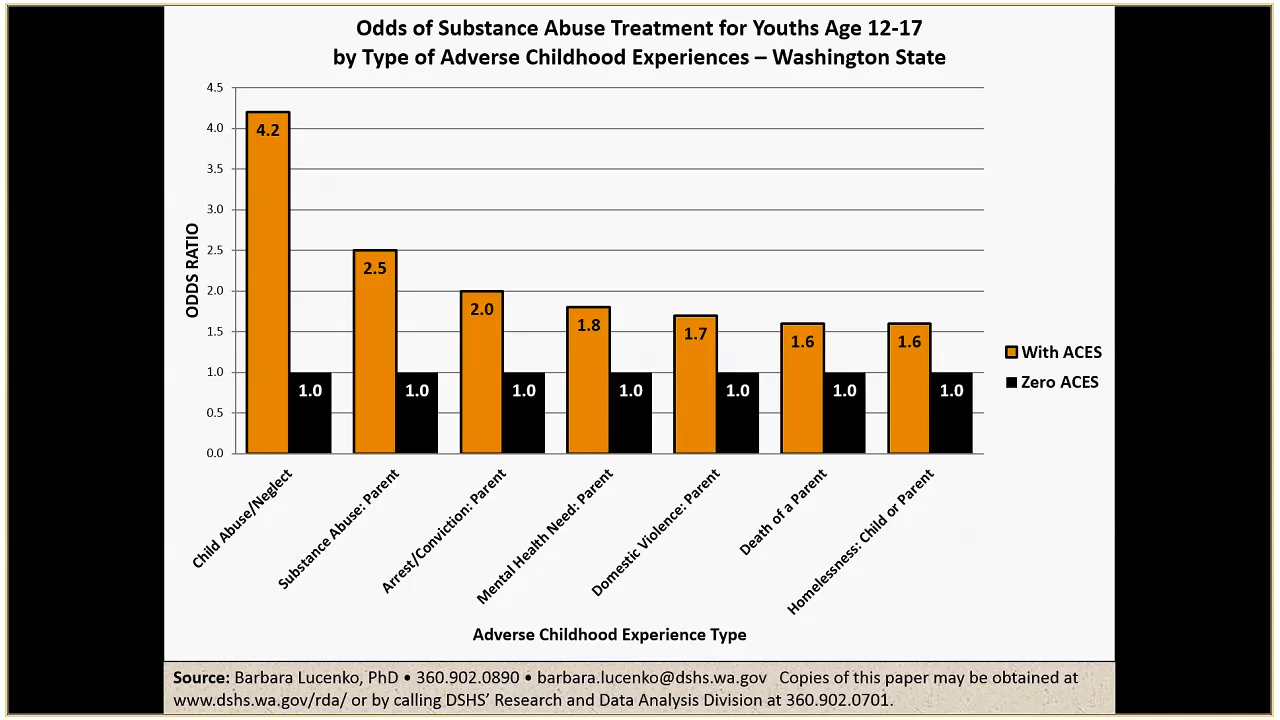 Odds of Substance Abuse Treatment for Youths Age 12-17
by Type of Adverse Childhood Experiences – Washington State
4.5
4.0
3.5
3.0
2.5
2.0
1.5
1.0
0.5
0.0
ODDS RATIO
4.2
1.0
2.5
1.0
2.0
1.0
1.8
1.0
1.7
1.0
1.6
1.0
1.6
1.0
With ACES
Zero ACES
Child Abuse/Neglect
Substance Abuse: Parent
Arrest/Conviction: Parent
Mental Health Need: Parent
Domestic Violence: Parent
Death of a Parent
Homelessness: Child or Parent
Adverse Childhood Experience Type
Source: Barbara Lucenko, PhD • 360.902.0890 • barbara.lucenko@dshs.wa.gov Copies of this paper may be obtained at
www.dshs.wa.gov/rda/ or by calling DSHS’ Research and Data Analysis Division at 360.902.0701.